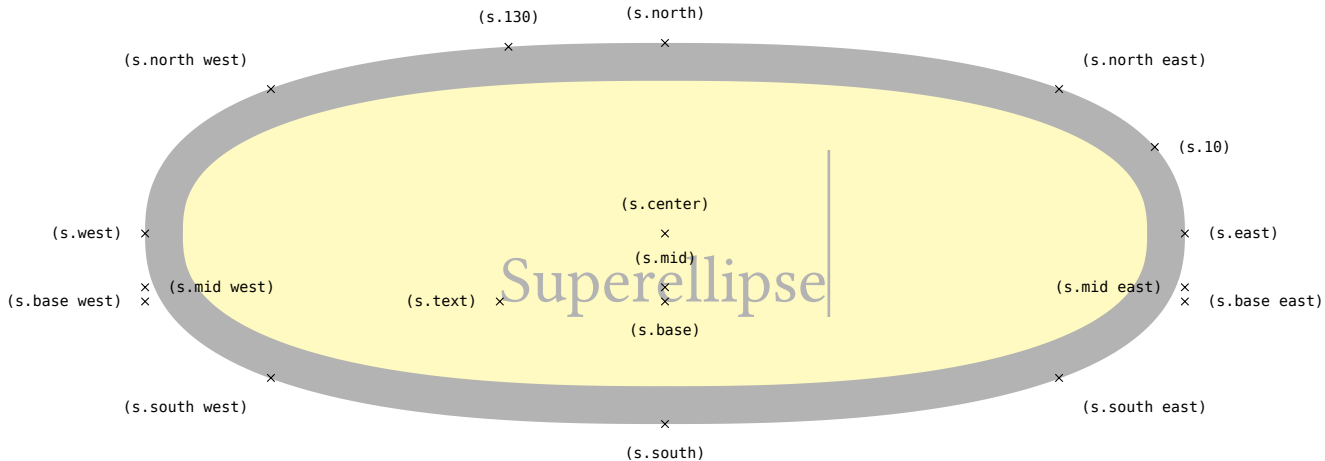 (s.130)
(s.north)
(s.north west)
(s.north east)
(s.10)
(s.center)
(s.west)
(s.east)
(s.mid)
Superellipse
(s.mid west)
(s.mid east)
(s.base west)
(s.text)
(s.base east)
(s.base)
(s.south west)
(s.south east)
(s.south)